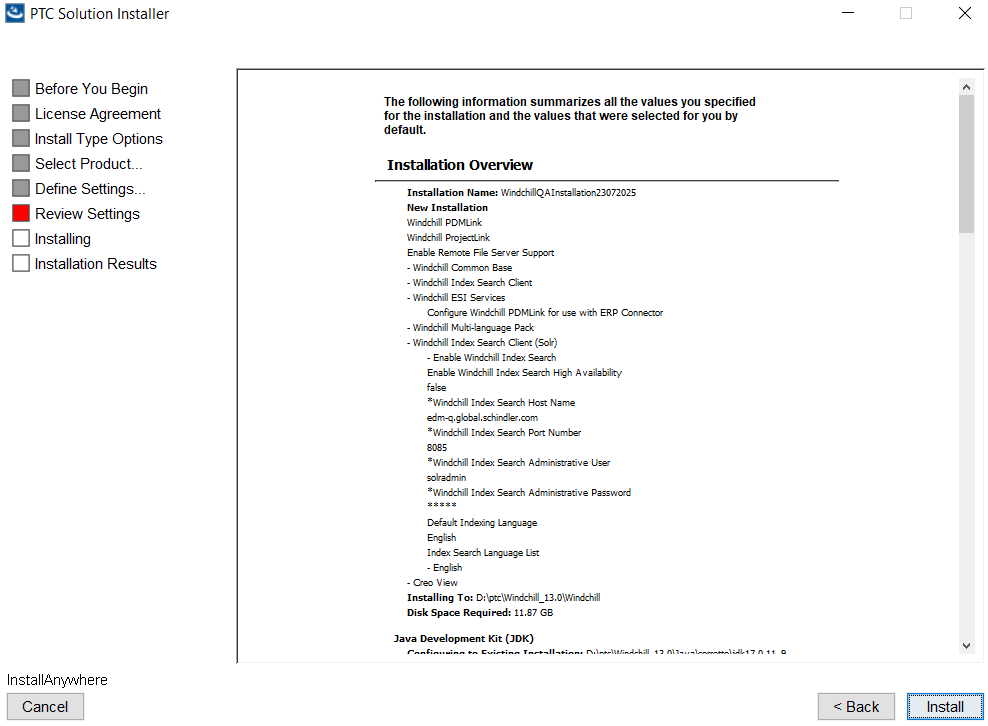 PTC Solution Installer
Before You Begin
License Agreement
Install Type Options
Select Product...
Define Settings...
Review Settings
Installing
Installation Results
The following information summarizes all the values you specified
for the installation and the values that were selected for you by
default.
Installation Overview
Installation Name: WindchillQAInstallation23072025
New Installation
Windchill PDMLink
Windchill ProjectLink
Enable Remote File Server Support
- Windchill Common Base
- Windchill Index Search Client
- Windchill ESI Services
Configure Windchill PDMLink for use with ERP Connector
- Windchill Multi-language Pack
- Windchill Index Search Client (Solr)
- Enable Windchill Index Search
Enable Windchill Index Search High Availability
false
*Windchill Index Search Host Name
edm-q.global.schindler.com
*Windchill Index Search Port Number
8085
*Windchill Index Search Administrative User
solradmin
*Windchill Index Search Administrative Password
*****
Default Indexing Language
English
Index Search Language List
- English
- Creo View
Installing To: D:\ptc\Windchill_13.0\Windchill
Disk Space Required: 11.87 GB
Java Development Kit (JDK)
Configuring to Existing Installation: D:\ptc\Windchill_13.0\Java\corretto\jdk17.0.11_9
InstallAnywhere
Cancel
< Back
Install